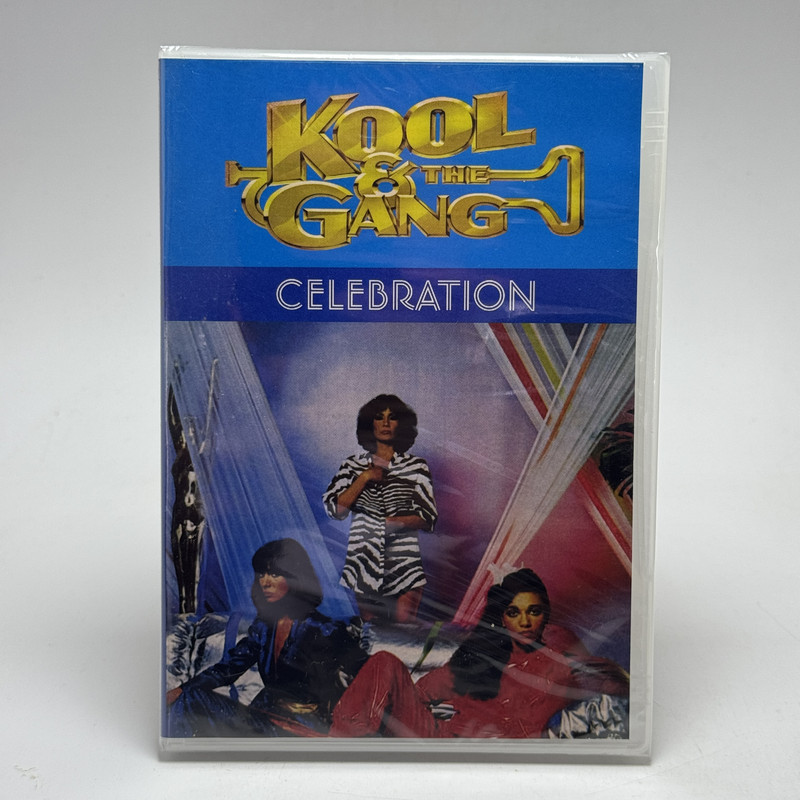 KOOL
& THE
GANG
CELEBRATION